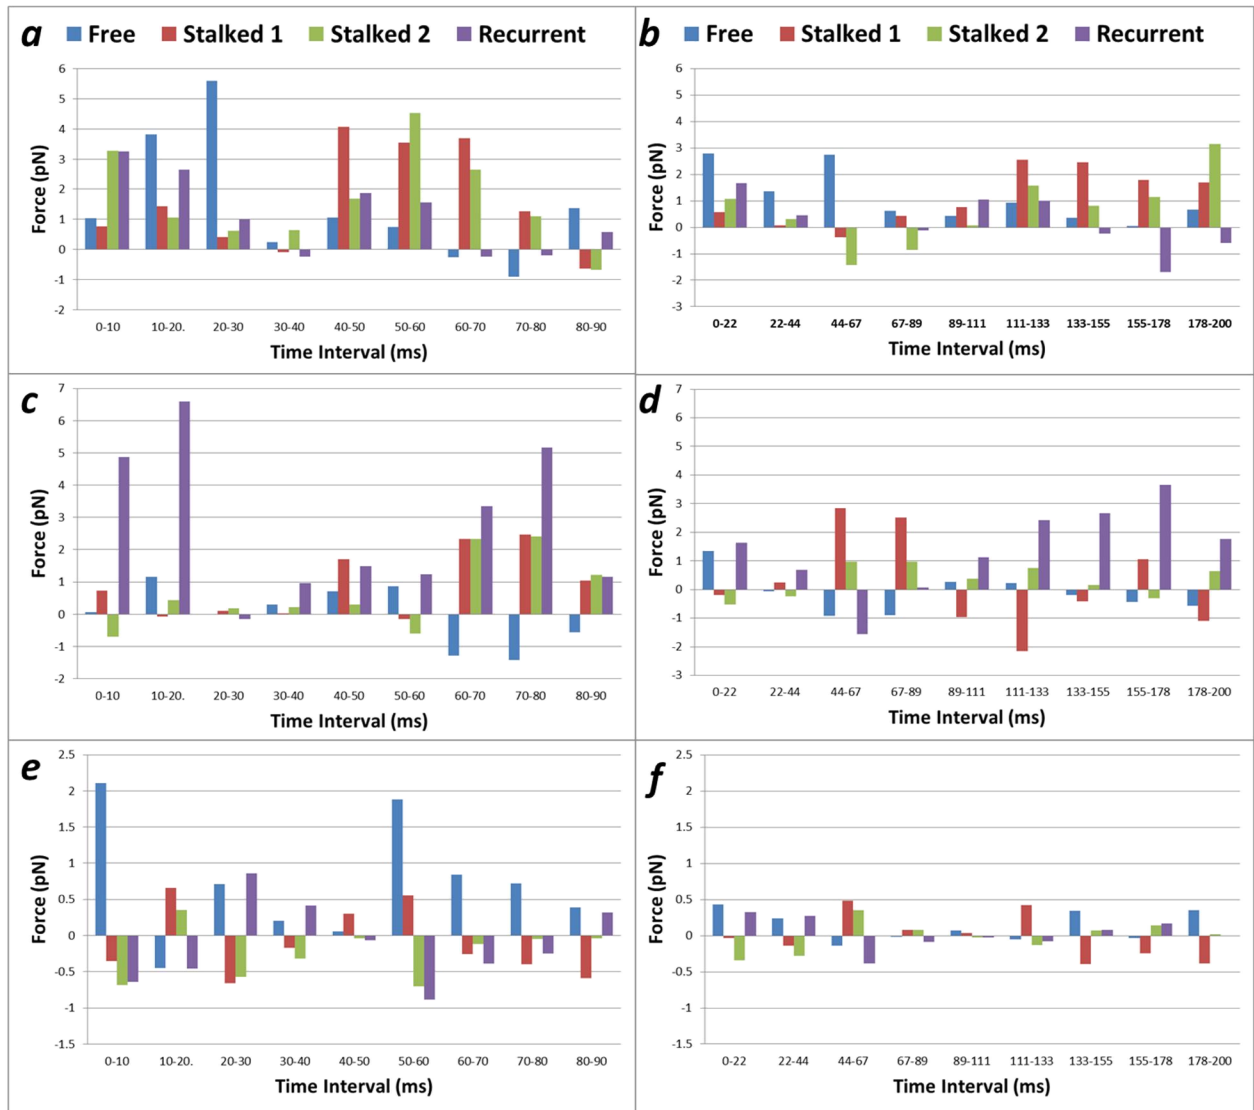 a Free Stalked 1 Stalked 2 Recurrent
6
5
4
3
2
1
0
-1
-2
Force (pN)
0-10 10-20. 20-30 30-40 40-50 50-60 60-70 70-80 80-90
Time Interval (ms)
b Free Stalked 1 Stalked 2 Recurrent
6
5
4
3
2
1
0
-1
-2
-3
Force (pN)
0-22 22-44 44-67 67-89 89-111 111-133 133-155 155-178 178-200
Time Interval (ms)
c
7
6
5
4
3
2
1
0
-1
-2
Force (pN)
0-10 10-20. 20-30 30-40 40-50 50-60 60-70 70-80 80-90
Time Interval (ms)
d
7
6
5
4
3
2
1
0
-1
-2
-3
Force (pN)
0-22 22-44 44-67 67-89 89-111 111-133 133-155 155-178 178-200
Time Interval (ms)
e
2.5
2
1.5
1
0.5
0
-0.5
-1
-1.5
Force (pN)
0-10 10-20. 20-30 30-40 40-50 50-60 60-70 70-80 80-90
Time Interval (ms)
f
2.5
2
1.5
1
0.5
0
-0.5
-1
-1.5
Force (pN)
0-22 22-44 44-67 67-89 89-111 111-133 133-155 155-178 178-200
Time Interval (ms)